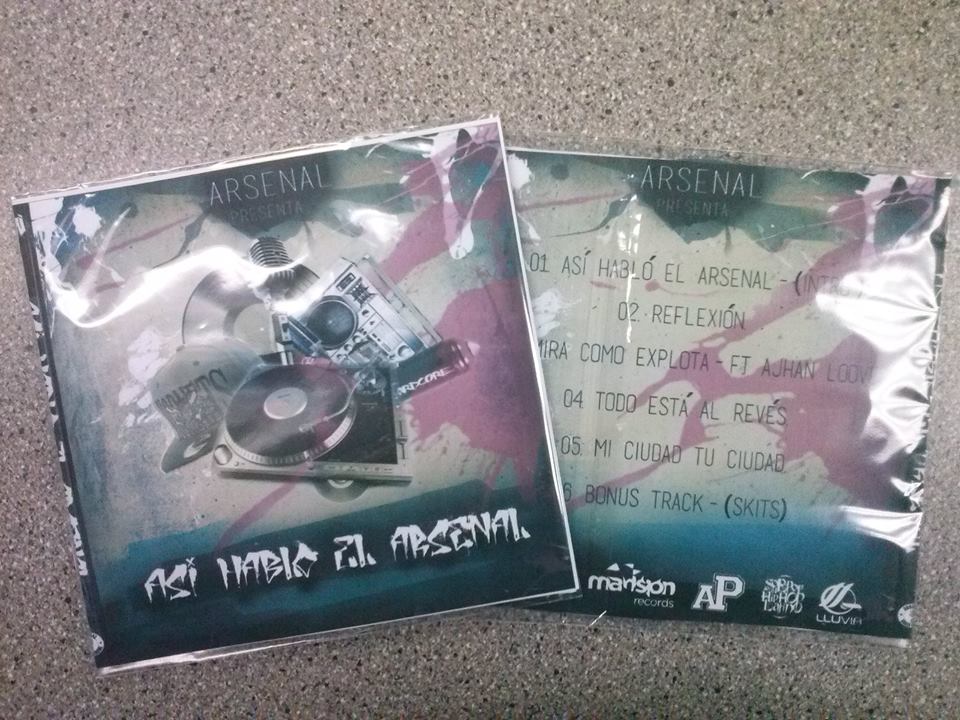 ARSENAL
PRESENTA
ASÍ HABLO EL ARSENAL
ARSENAL
PRESENTA
01 ASÍ HABLÓ EL ARSENAL - (INTRO)
02. REFLEXIÓN
MIRA COMO EXPLOTA - FT AJHAN LOOV
04 TODO ESTÁ AL REVÉS
05. MI CIUDAD TU CIUDAD
6 BONUS TRACK - (SKITS)
mansion
records
AP
HIPHOP
LLUVIA